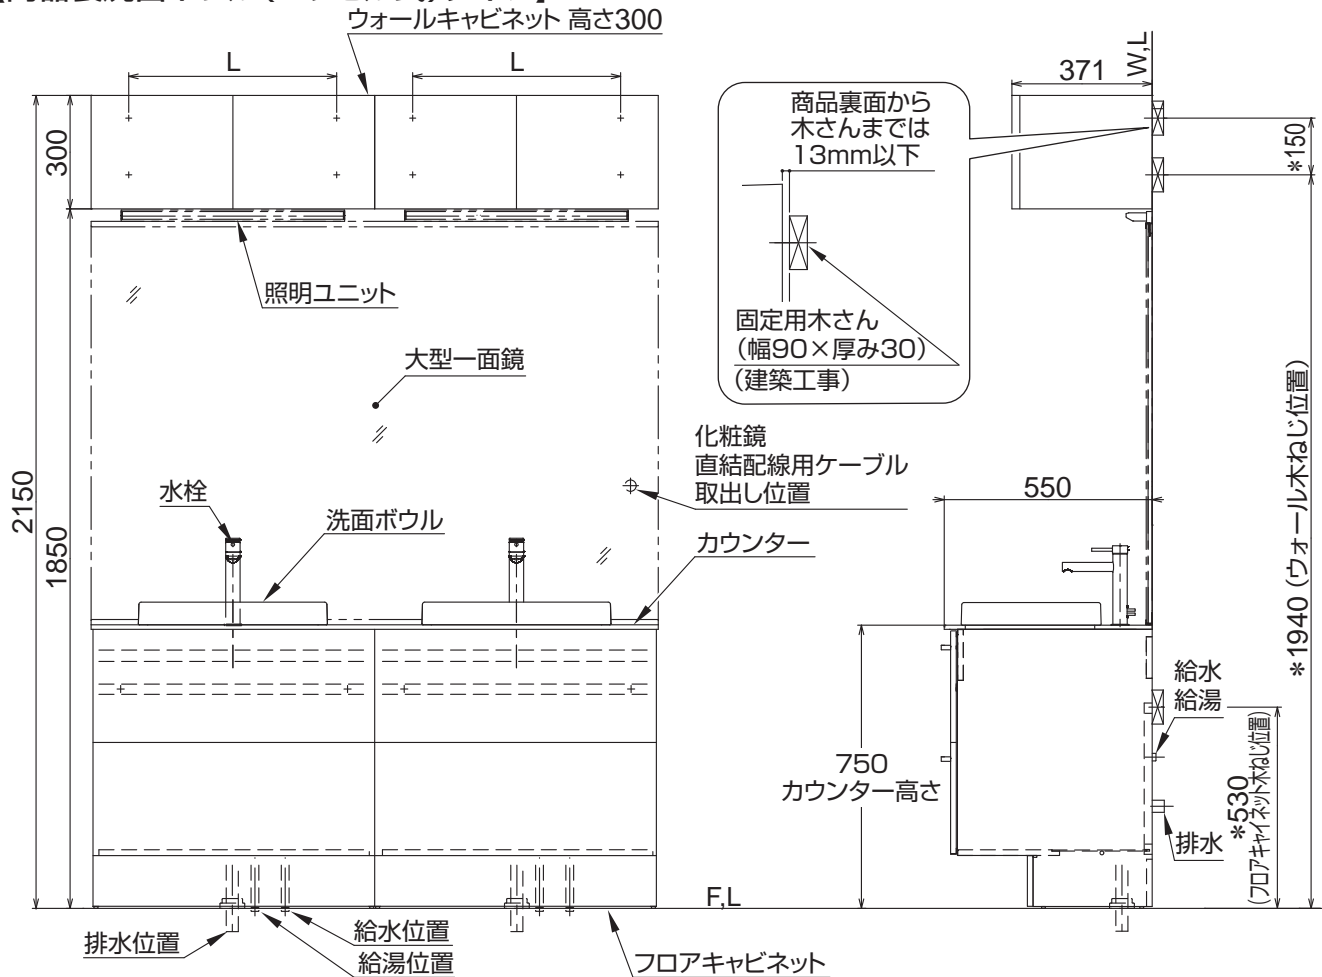 ウォールキャビネット 高さ300
L
L
371
W,L
商品裏面から
木さんまでは
13mm以下
*150
300
照明ユニット
固定用木さん
(幅90×厚み30)
(建築工事)
大型一面鏡
化粧鏡
直結配線用ケーブル
取出し位置
*1940 (ウォール木ねじ位置)
2150
1850
水栓
洗面ボウル
カウンター
550
給水
給湯
750
カウンター高さ
*530
(フロアキャイネット木ねじ位置)
排水
F,L
排水位置
給水位置
給湯位置
フロアキャビネット